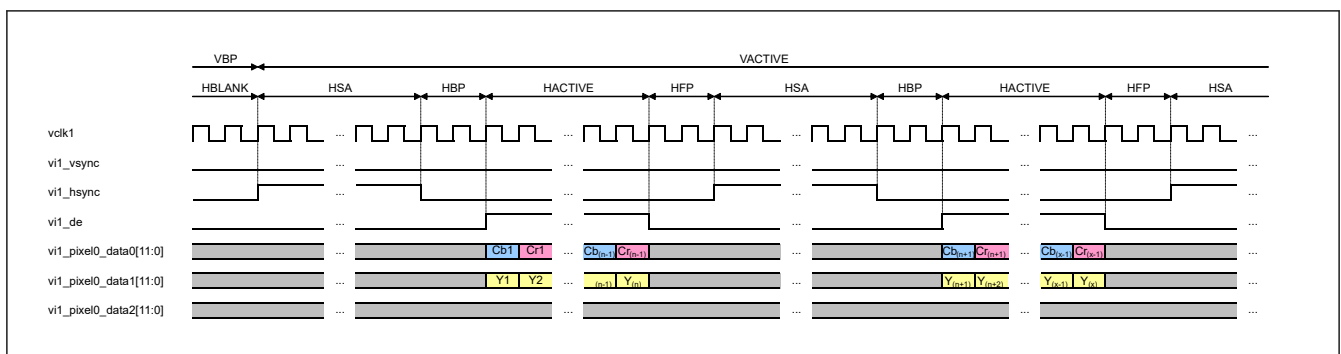 VBP VACTIVE
HBLANK HSA HBP HACTIVE HFP HSA HBP HACTIVE HFP HSA
vclk1 ... ... ... ... ...
vi1_vsync ... ... ... ... ...
vi1_hsync ... ... ... ... ...
vi1_de ... ... ... ... ...
vi1_pixel0_data0[11:0] ... Cb1 Cr1 ... Cb(n-1) Cr(n-1) ... Cb(n+1) Cr(n+1) ... Cb(x-1) Cr(x-1) ...
vi1_pixel0_data1[11:0] ... Y1 Y2 ... (n-1) Y(n) ... Y(n+1) Y(n+2) ... Y(x-1) Y(x) ...
vi1_pixel0_data2[11:0] ... ... ... ... ...